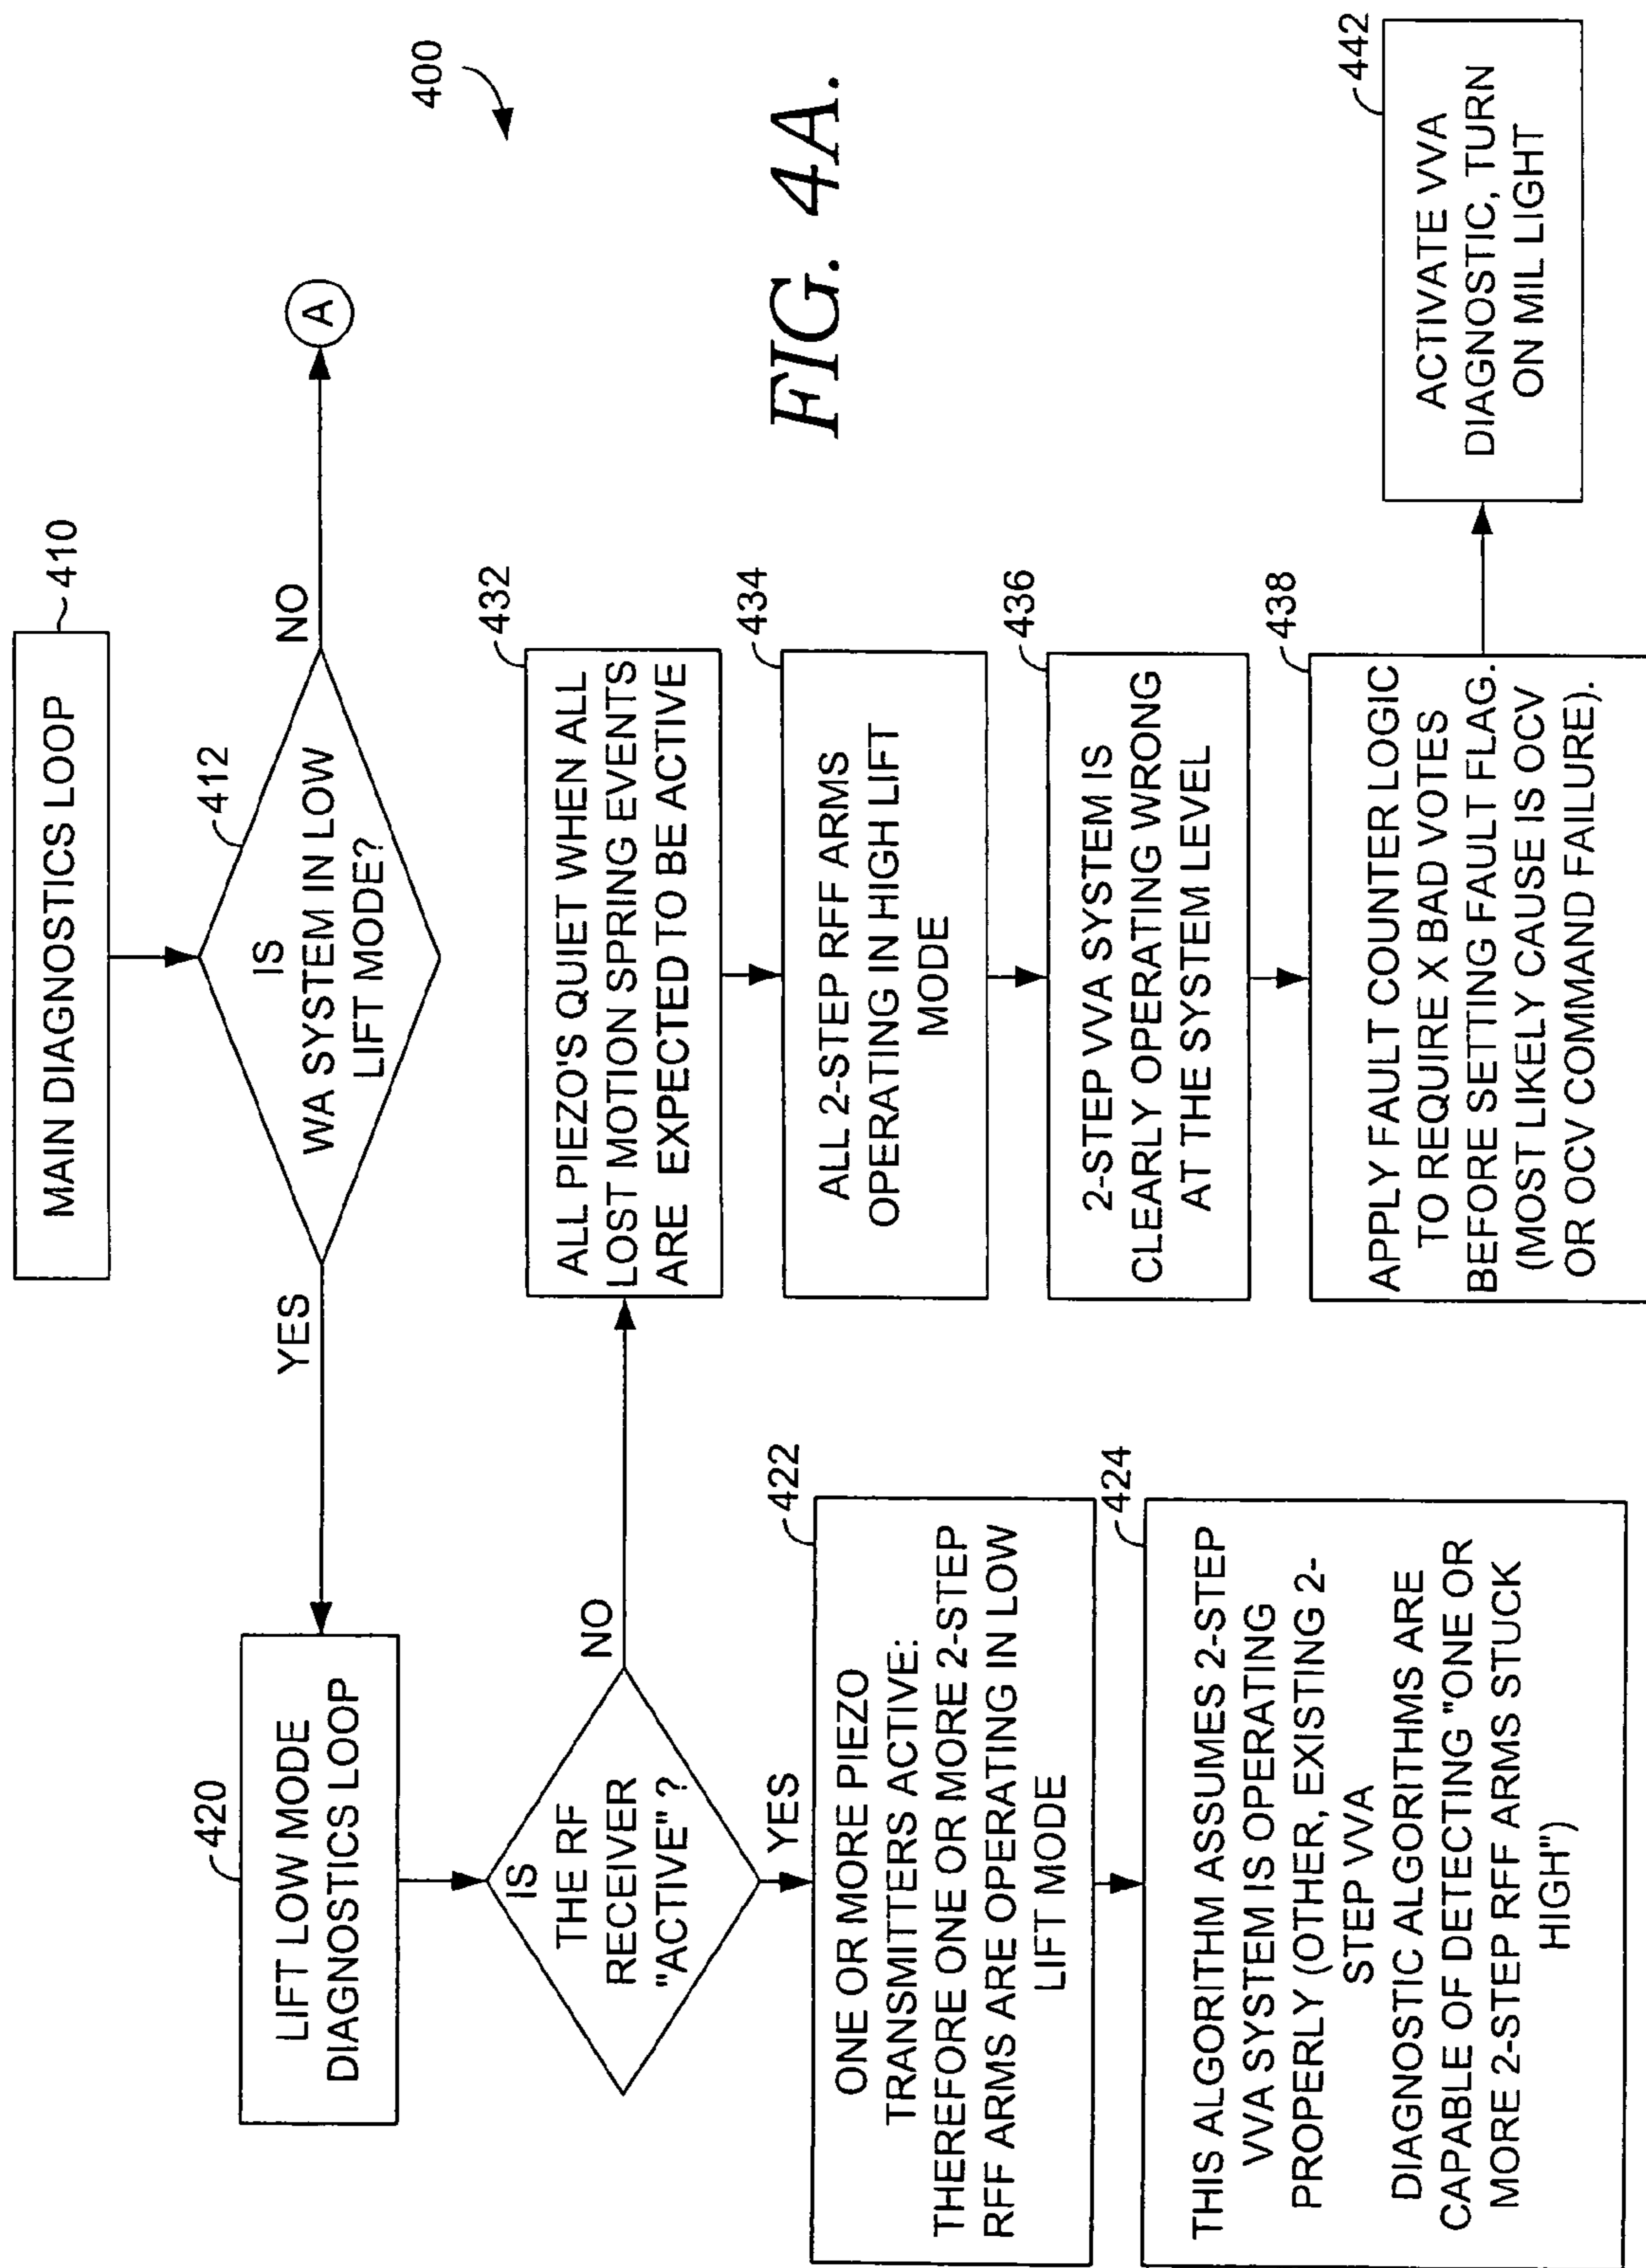 400
MAIN DIAGNOSTICS LOOP
410
IS
VVA SYSTEM IN LOW
LIFT MODE?
412
NO
A
YES
LIFT LOW MODE
DIAGNOSTICS LOOP
420
IS
THE RF
RECEIVER
"ACTIVE" ?
NO
YES
ONE OR MORE PIEZO
TRANSMITTERS ACTIVE:
THEREFORE ONE OR MORE 2-STEP
RFF ARMS ARE OPERATING IN LOW
LIFT MODE
422
THIS ALGORITHM ASSUMES 2-STEP
VVA SYSTEM IS OPERATING
PROPERLY (OTHER, EXISTING 2-
STEP VVA
DIAGNOSTIC ALGORITHMS ARE
CAPABLE OF DETECTING "ONE OR
MORE 2-STEP RFF ARMS STUCK
HIGH")
424
ALL PIEZO'S QUIET WHEN ALL
LOST MOTION SPRING EVENTS
ARE EXPECTED TO BE ACTIVE
432
ALL 2-STEP RFF ARMS
OPERATING IN HIGH LIFT
MODE
434
2-STEP VVA SYSTEM IS
CLEARLY OPERATING WRONG
AT THE SYSTEM LEVEL
436
APPLY FAULT COUNTER LOGIC
TO REQUIRE X BAD VOTES
BEFORE SETTING FAULT FLAG.
(MOST LIKELY CAUSE IS OCV
OR OCV COMMAND FAILURE).
438
ACTIVATE VVA
DIAGNOSTIC, TURN
ON MIL LIGHT
442
FIG. 4A.